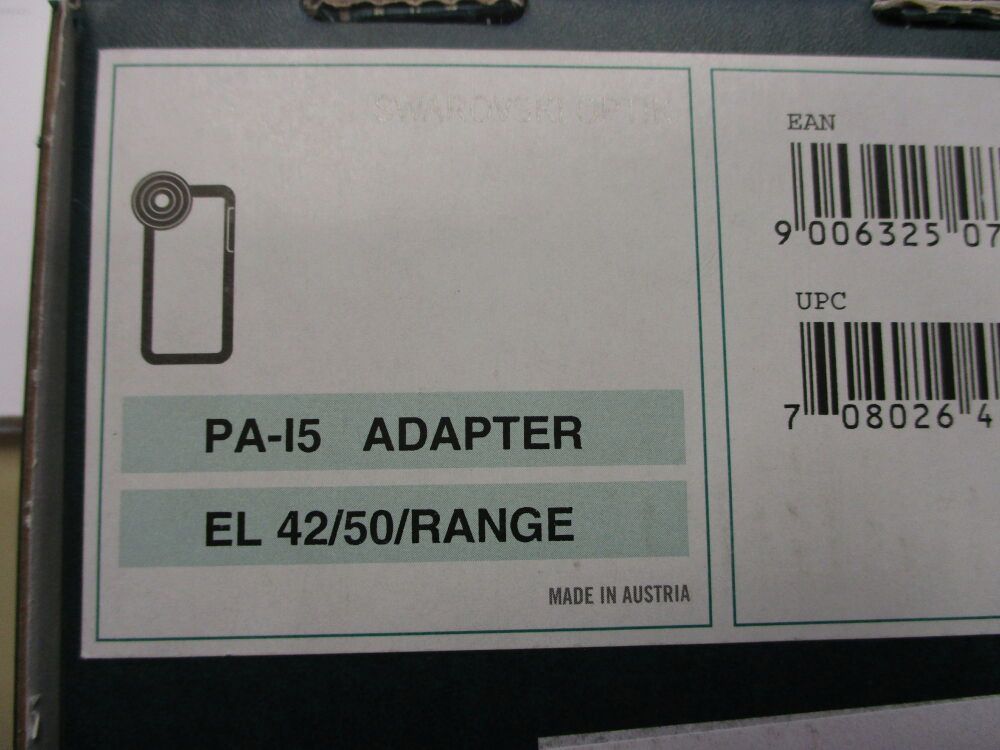 SWAROVSKI OPTIK
PA-I5 ADAPTER
EL 42/50/RANGE
MADE IN AUSTRIA
EAN
9 006325 07
UPC
7 08026 4